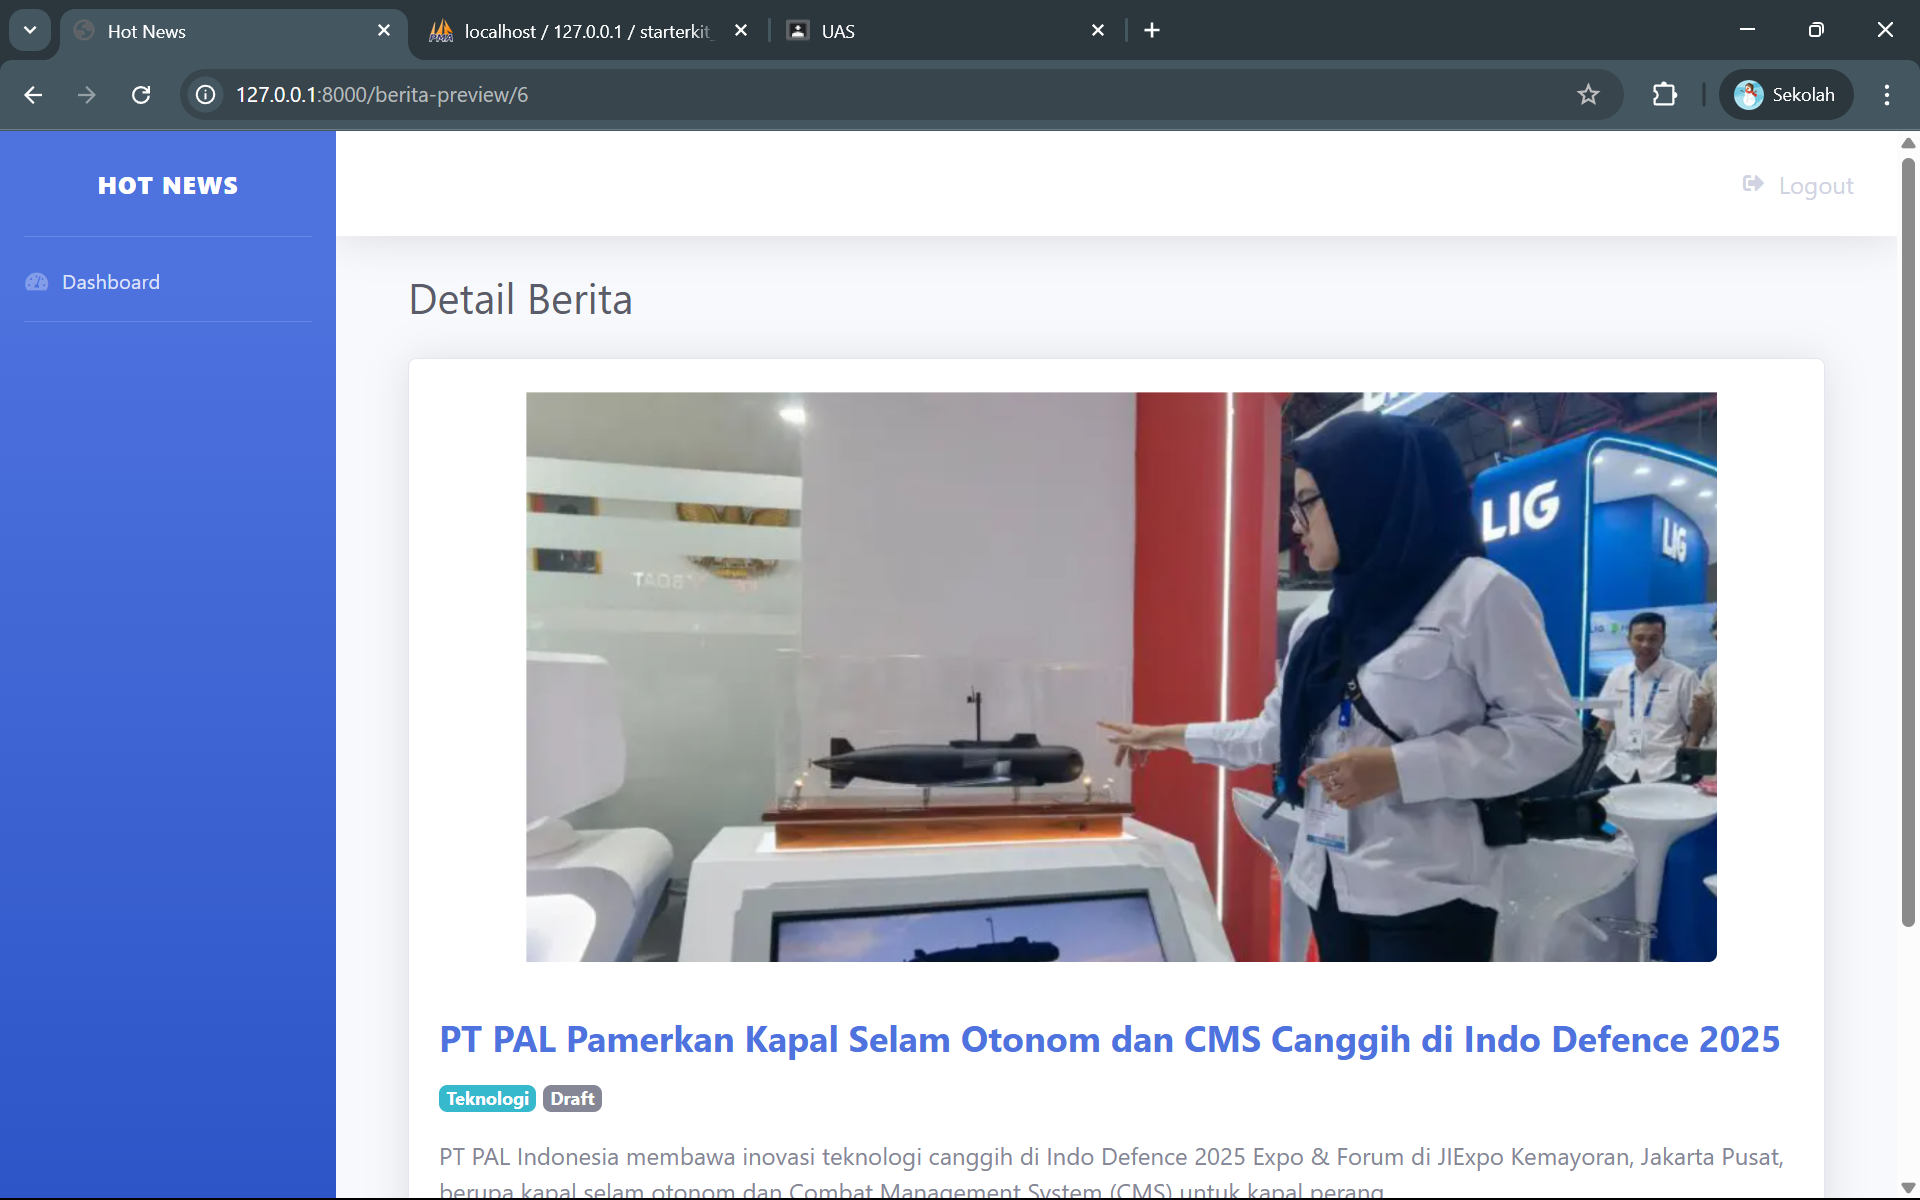 Hot News
localhost / 127.0.0.1 / starterkit_
UAS
127.0.0.1:8000/berita-preview/6
Sekolah
HOT NEWS
Logout
Dashboard
Detail Berita
LIG
LIG
PT PAL Pamerkan Kapal Selam Otonom dan CMS Canggih di Indo Defence 2025
Teknologi Draft
PT PAL Indonesia membawa inovasi teknologi canggih di Indo Defence 2025 Expo & Forum di JIExpo Kemayoran, Jakarta Pusat,
berupa kapal selam otonom dan Combat Management System (CMS) untuk kapal perang.